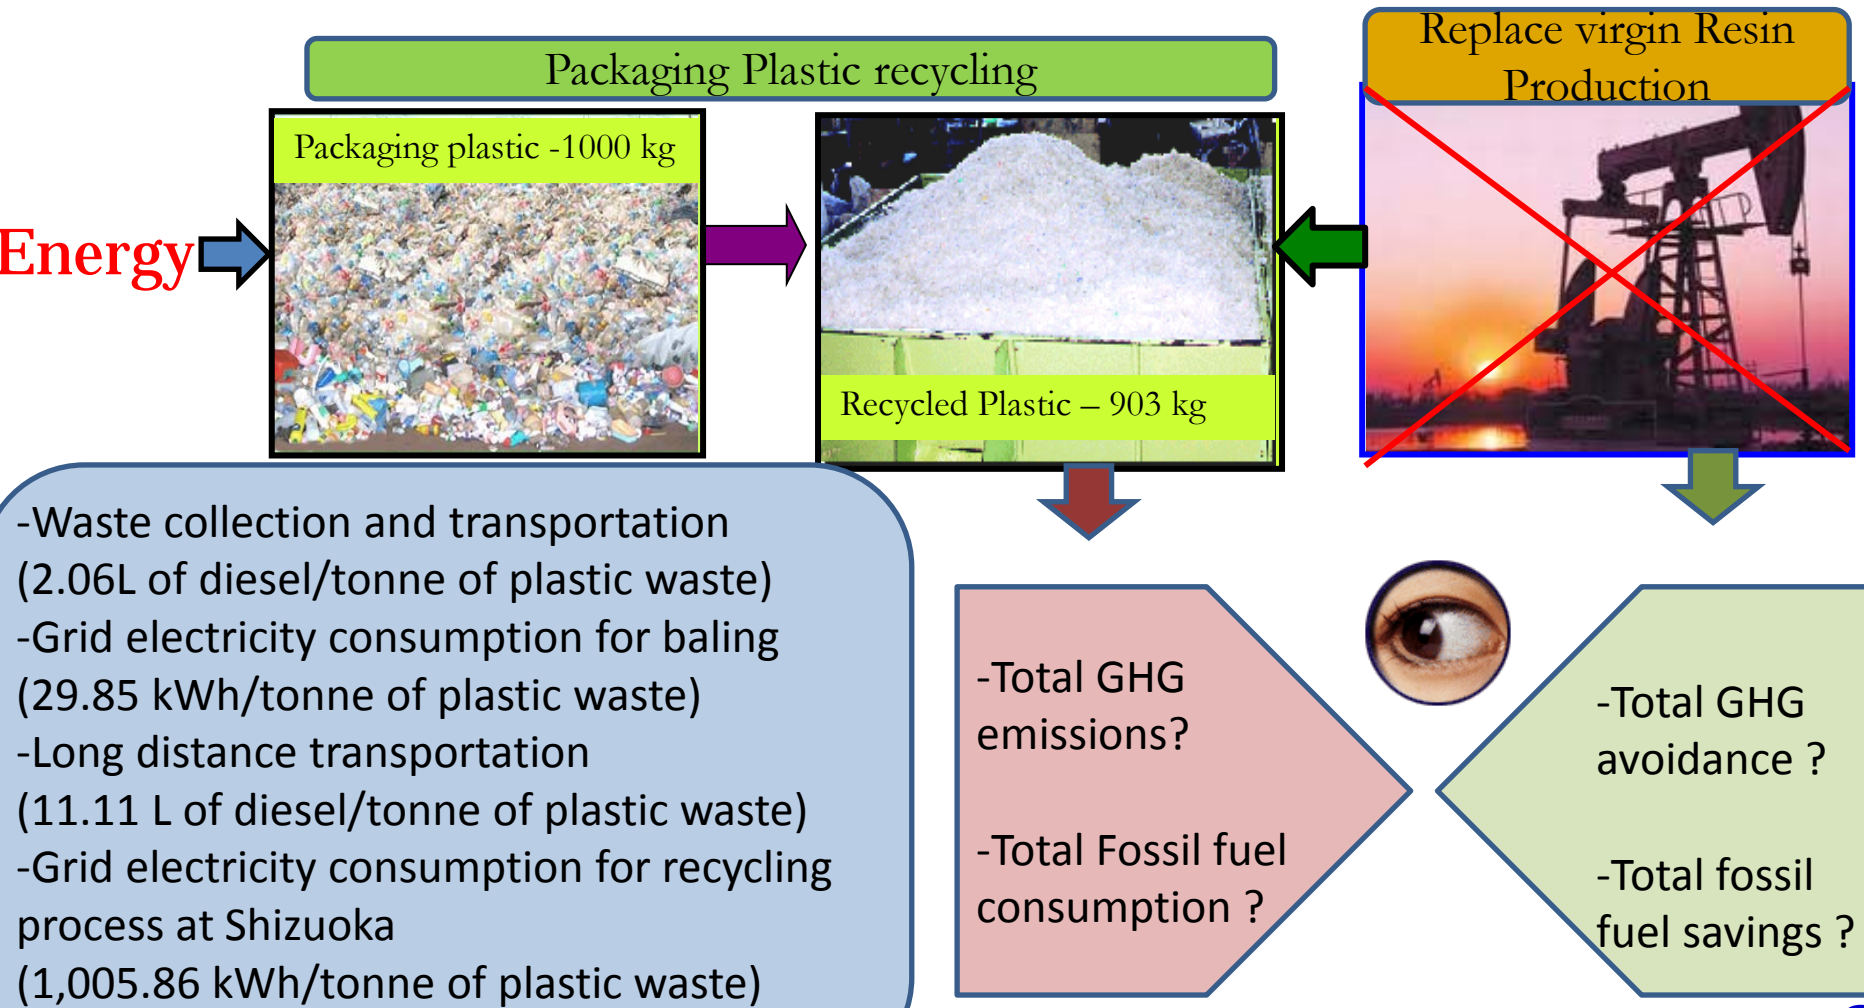 Packaging Plastic recycling
Replace virgin Resin
Production
Packaging plastic -1000 kg
Energy
Recycled Plastic – 903 kg
-Waste collection and transportation
(2.06L of diesel/tonne of plastic waste)
-Grid electricity consumption for baling
(29.85 kWh/tonne of plastic waste)
-Long distance transportation
(11.11 L of diesel/tonne of plastic waste)
-Grid electricity consumption for recycling
process at Shizuoka
(1,005.86 kWh/tonne of plastic waste)
-Total GHG
emissions?
-Total Fossil fuel
consumption ?
-Total GHG
avoidance ?
-Total fossil
fuel savings ?